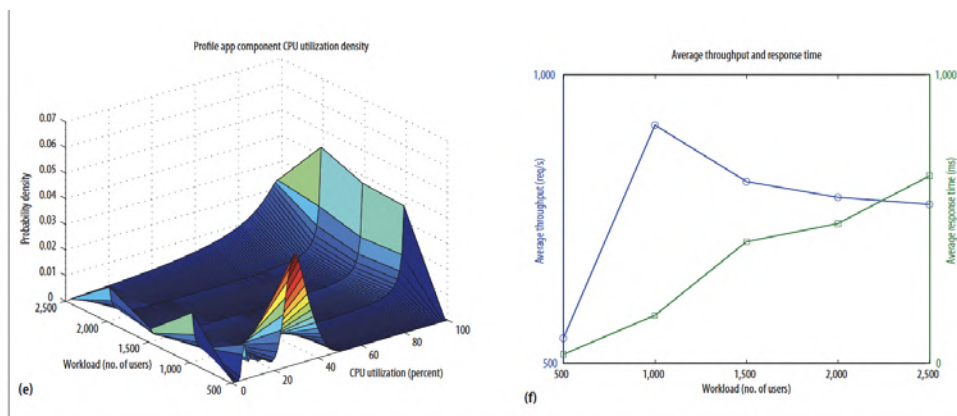 Profile app component CPU utilization density
0.07
0.06
0.05
0.04
0.03
0.02
0.01
0
Probability density
2,500
2,000
1,500
1,000
500
Workload (no. of users)
0
20
40
60
80
100
CPU utilization (percent)
(e)
Average throughput and response time
1,000
500
Average throughput (req/s)
1,000
0
Average response time (ms)
500
1,000
1,500
2,000
2,500
Workload (no. of users)
(f)